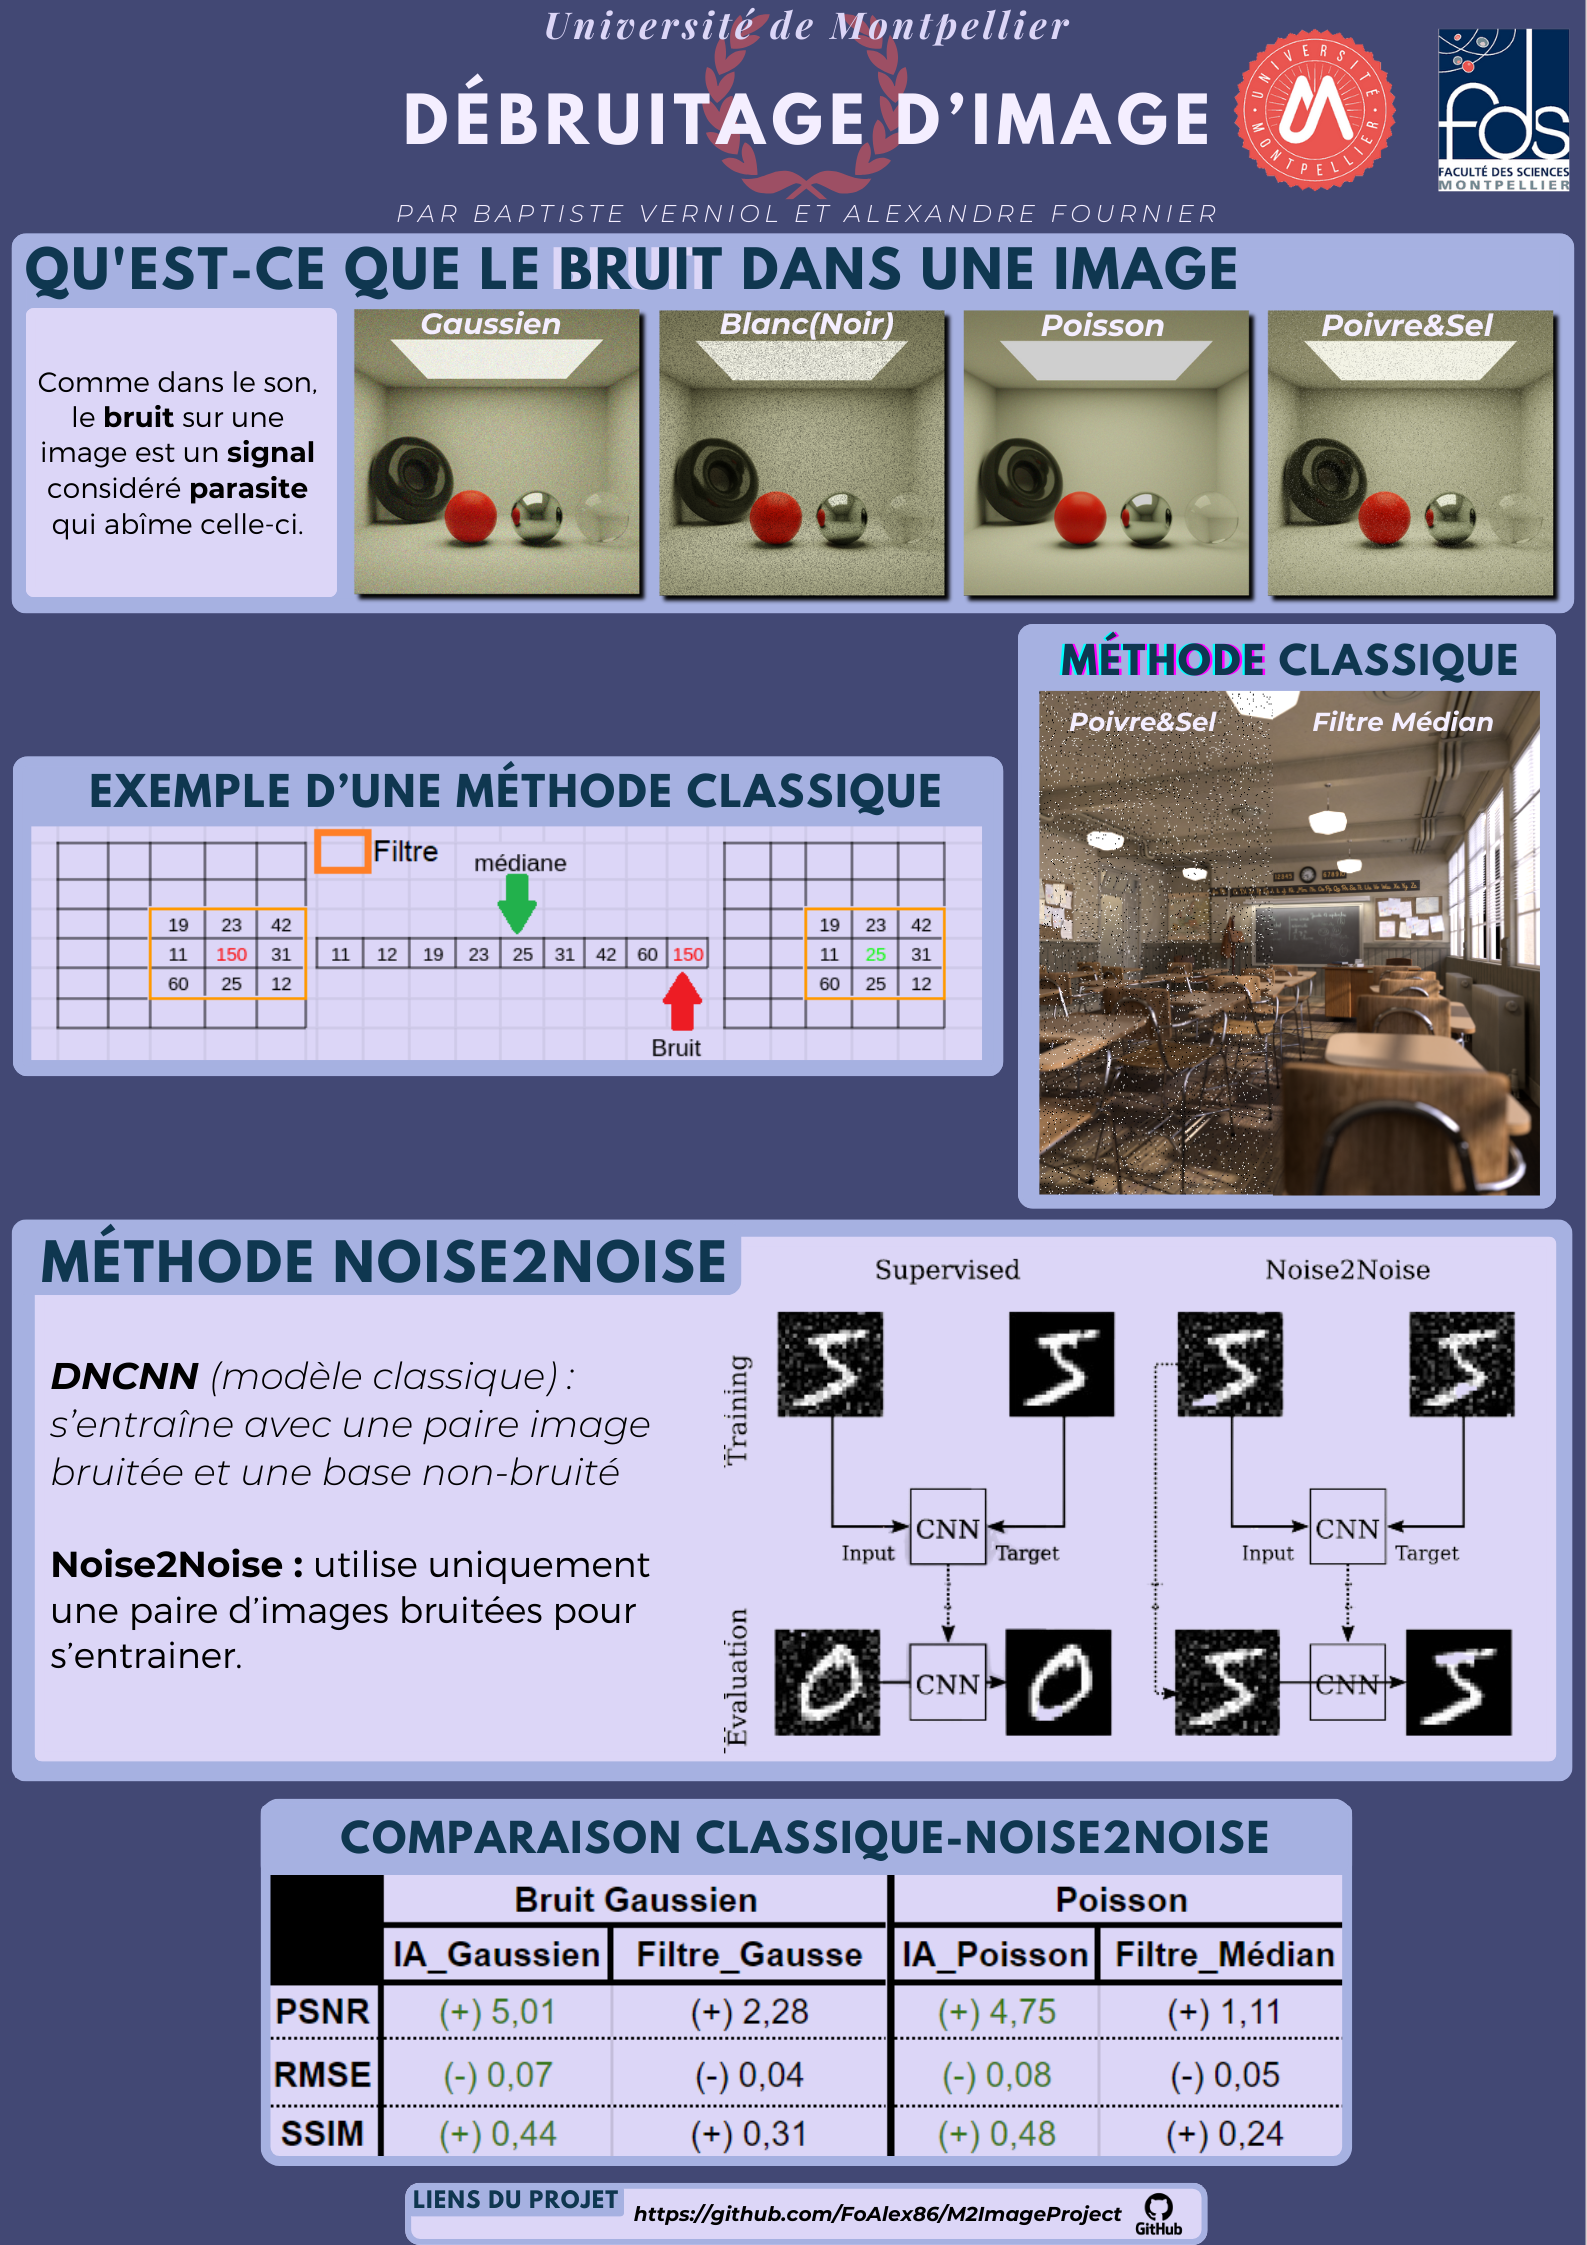 Université de Montpellier
DÉBRUITAGE D'IMAGE
UNIVERSITÉ MONTPELLIER
fds
FACULTÉ DES SCIENCES
MONTPELLIER
PAR BAPTISTE VERNIOL ET ALEXANDRE FOURNIER
QU'EST-CE QUE LE BRUIT DANS UNE IMAGE
Comme dans le son,
le bruit sur une
image est un signal
considéré parasite
qui abîme celle-ci.
Gaussien
Blanc(Noir)
Poisson
Poivre&Sel
MÉTHODE CLASSIQUE
Poivre&Sel
Filtre Médian
EXEMPLE D'UNE MÉTHODE CLASSIQUE
Filtre
médiane
19 23 42
11 150 31
60 25 12
11 12 19 23 25 31 42 60 150
Bruit
19 23 42
11 25 31
60 25 12
MÉTHODE NOISE2NOISE
DNCNN (modèle classique) :
s'entraîne avec une paire image
bruitée et une base non-bruité
Noise2Noise : utilise uniquement
une paire d'images bruitées pour
s'entrainer.
Supervised
Noise2Noise
Training
CNN
Input
Target
CNN
Input
Target
Evaluation
CNN
CNN
COMPARAISON CLASSIQUE-NOISE2NOISE
Bruit Gaussien Poisson
IA_Gaussien Filtre_Gausse IA_Poisson Filtre_Médian
PSNR (+) 5,01 (+) 2,28 (+) 4,75 (+) 1,11
RMSE (-) 0,07 (-) 0,04 (-) 0,08 (-) 0,05
SSIM (+) 0,44 (+) 0,31 (+) 0,48 (+) 0,24
LIENS DU PROJET
https://github.com/FoAlex86/M2ImageProject
GitHub